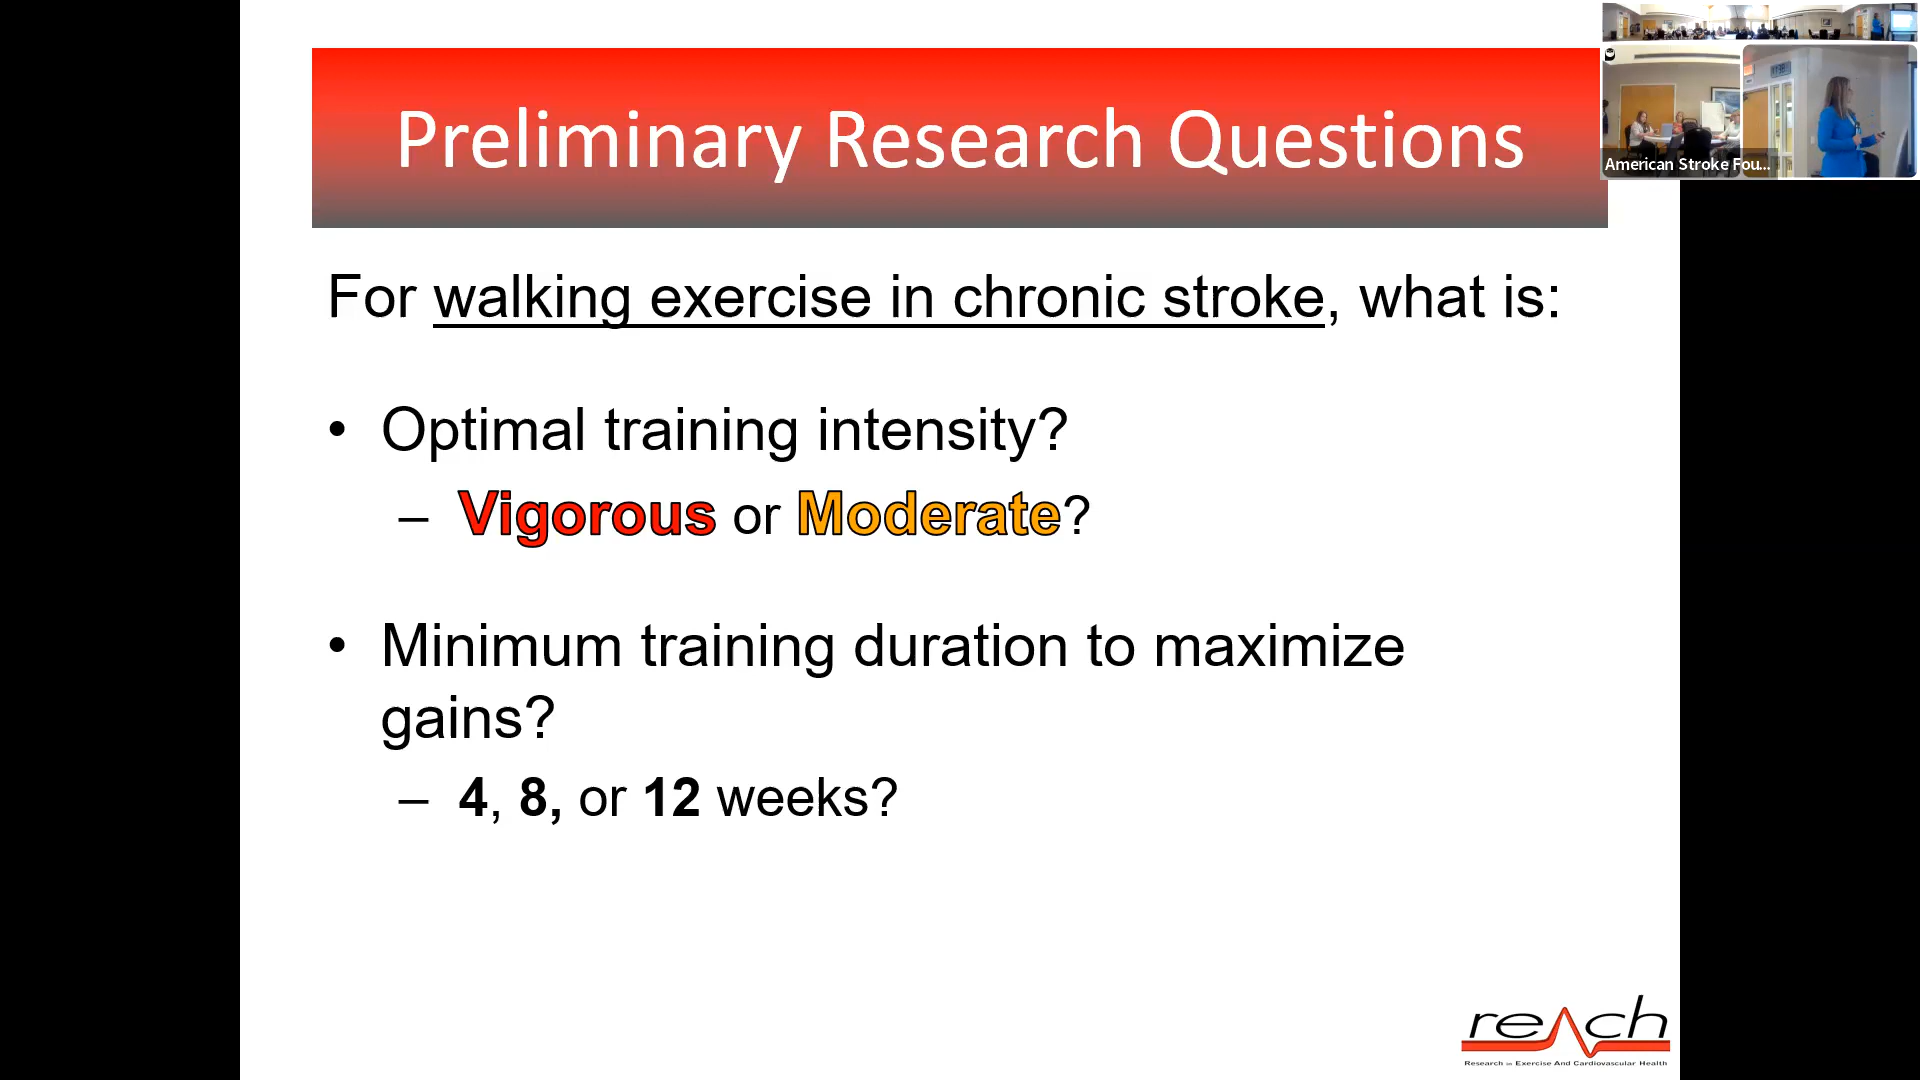 Preliminary Research Questions
American Stroke Fou...
For walking exercise in chronic stroke, what is:
• Optimal training intensity?
– Vigorous or Moderate?
• Minimum training duration to maximize
gains?
– 4, 8, or 12 weeks?
reach
Research in Exercise And Cardiovascular Health